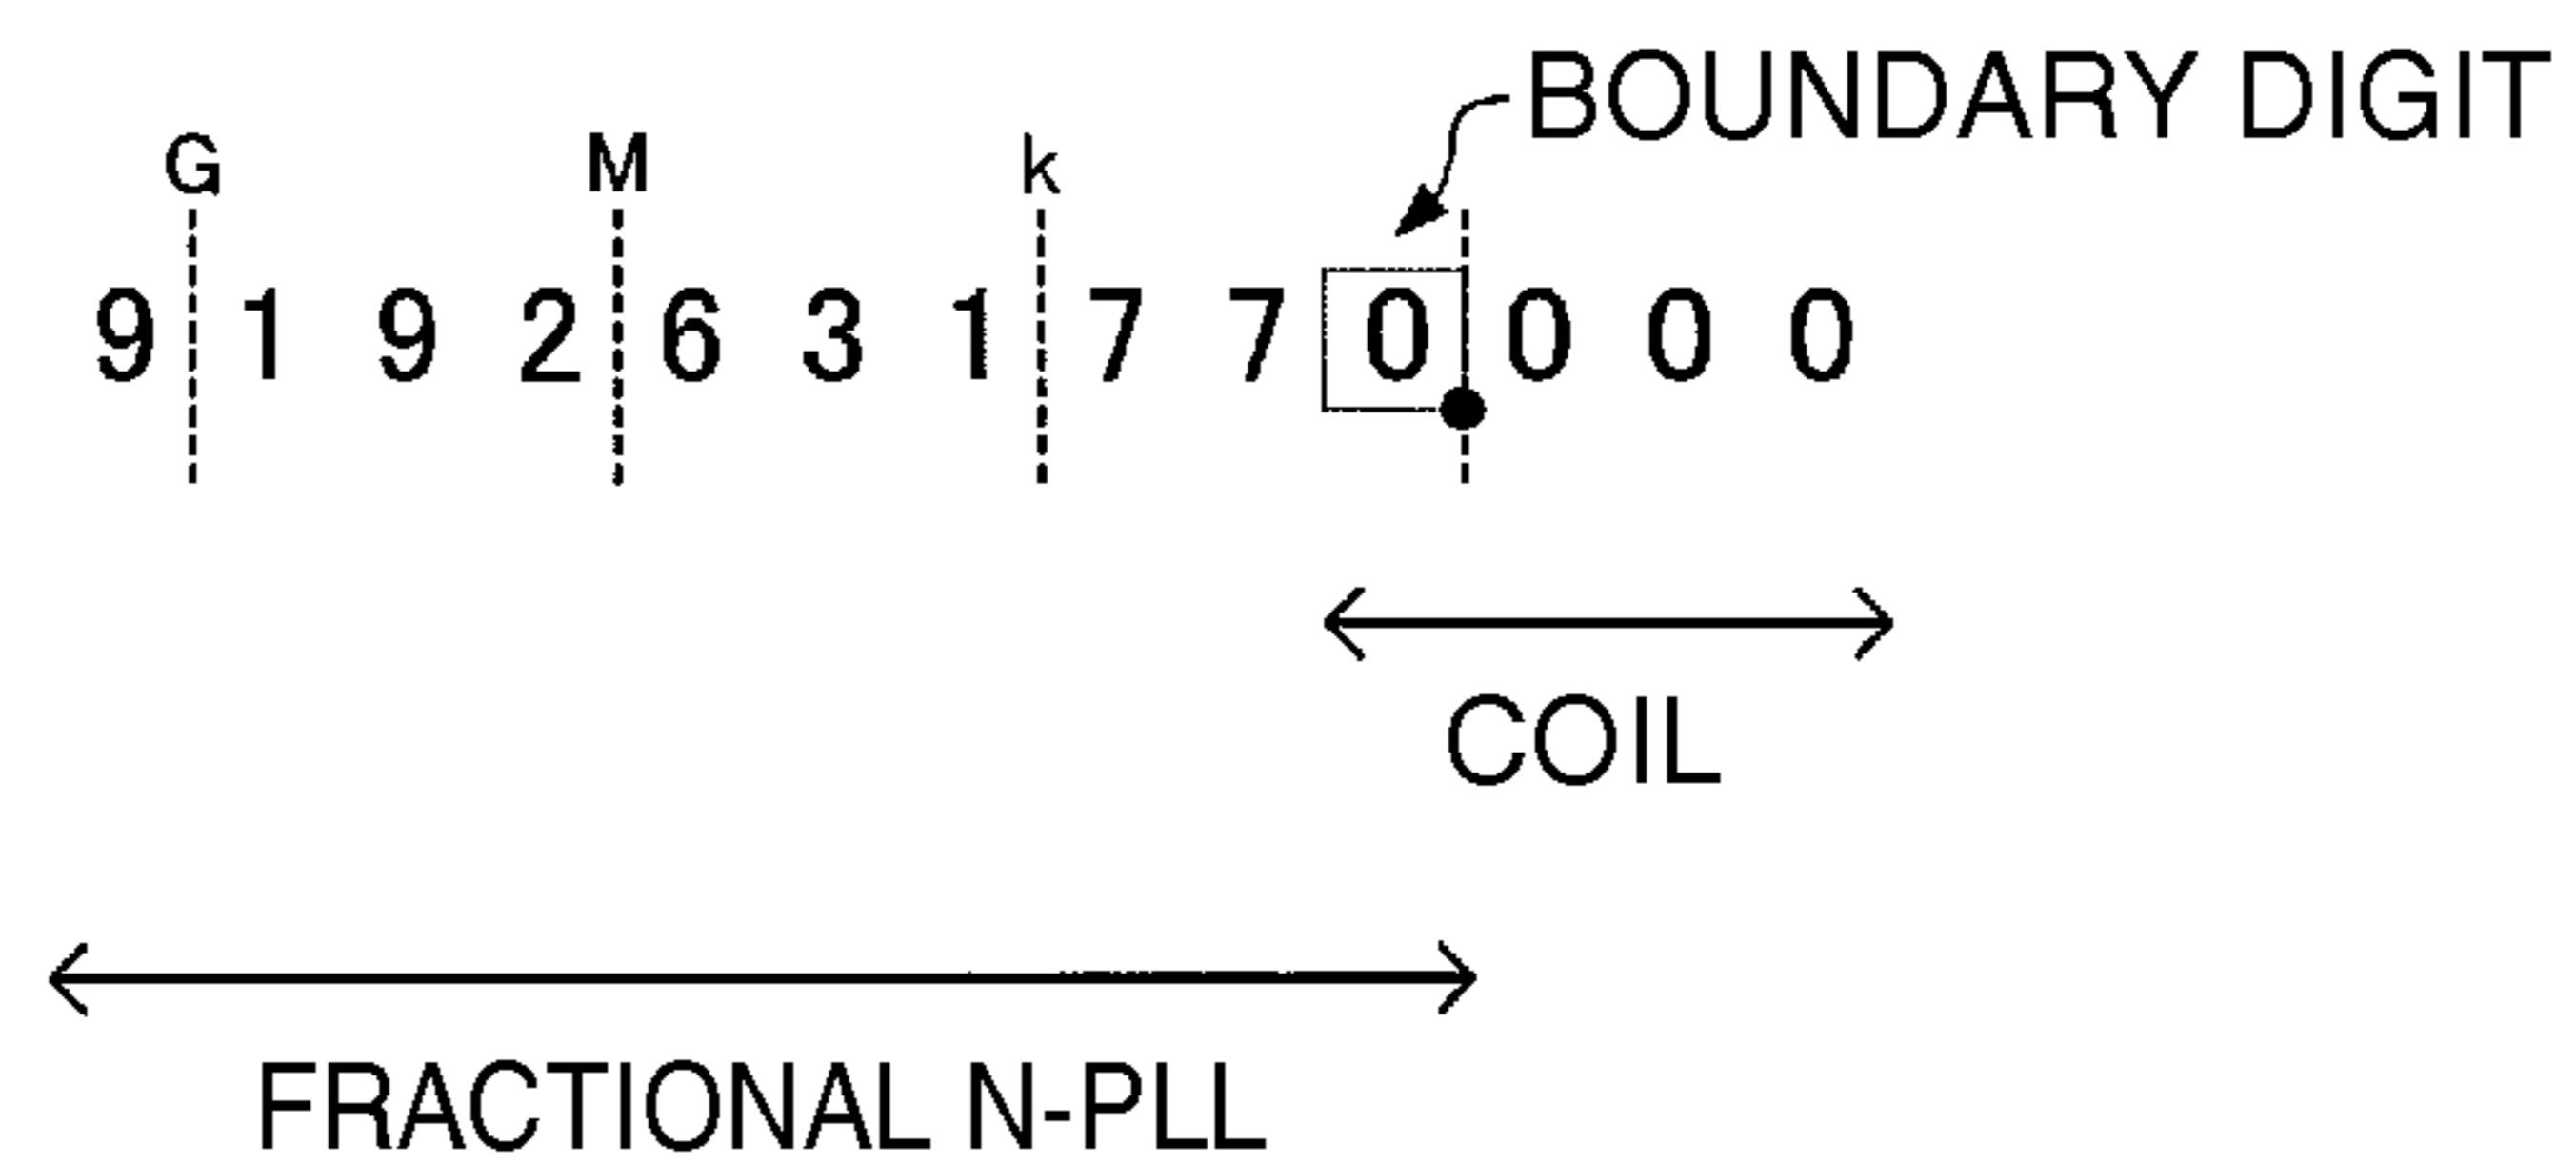 BOUNDARY DIGIT
G M k
9 1 9 2 6 3 1 7 7 0 0 0 0
COIL
FRACTIONAL N-PLL